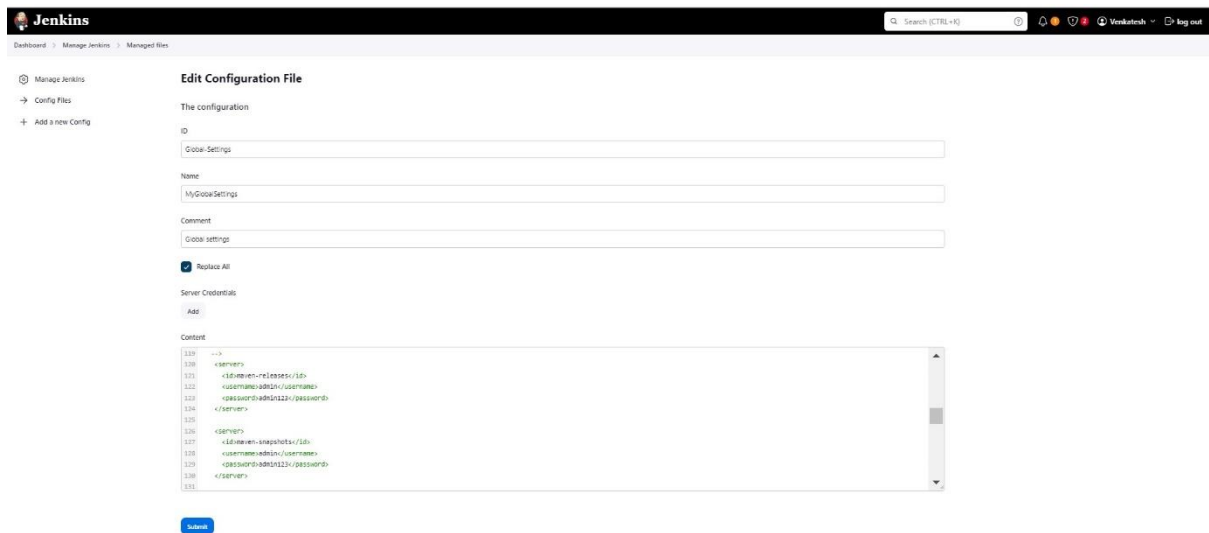 Jenkins
Search (CTRL+K)
1
2
Venkatesh
log out
Dashboard > Manage Jenkins > Managed files
Manage Jenkins
Config Files
Add a new Config
Edit Configuration File
The configuration
ID
Global-Settings
Name
MyGlobalSettings
Comment
Global settings
Replace All
Server Credentials
Add
Content
119 -->
120 <server>
121 <id>maven-releases</id>
122 <username>admin</username>
123 <password>admin123</password>
124 </server>
125
126 <server>
127 <id>maven-snapshots</id>
128 <username>admin</username>
129 <password>admin123</password>
130 </server>
131
Submit